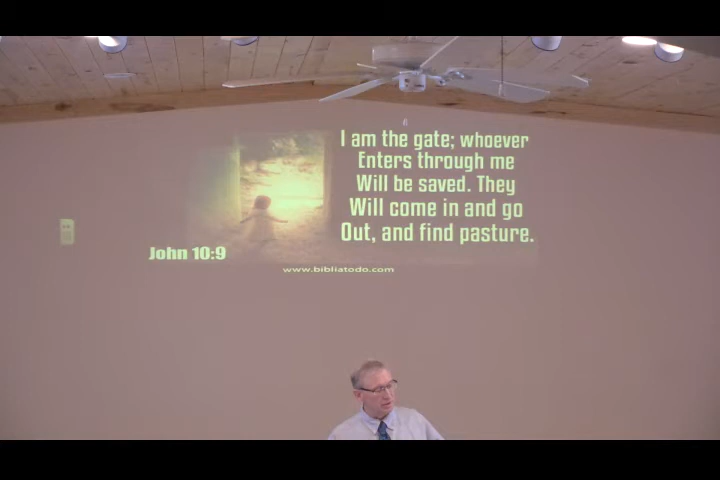 I am the gate; whoever
Enters through me
Will be saved. They
Will come in and go
Out, and find pasture.
John 10:9
www.bibliatodo.com